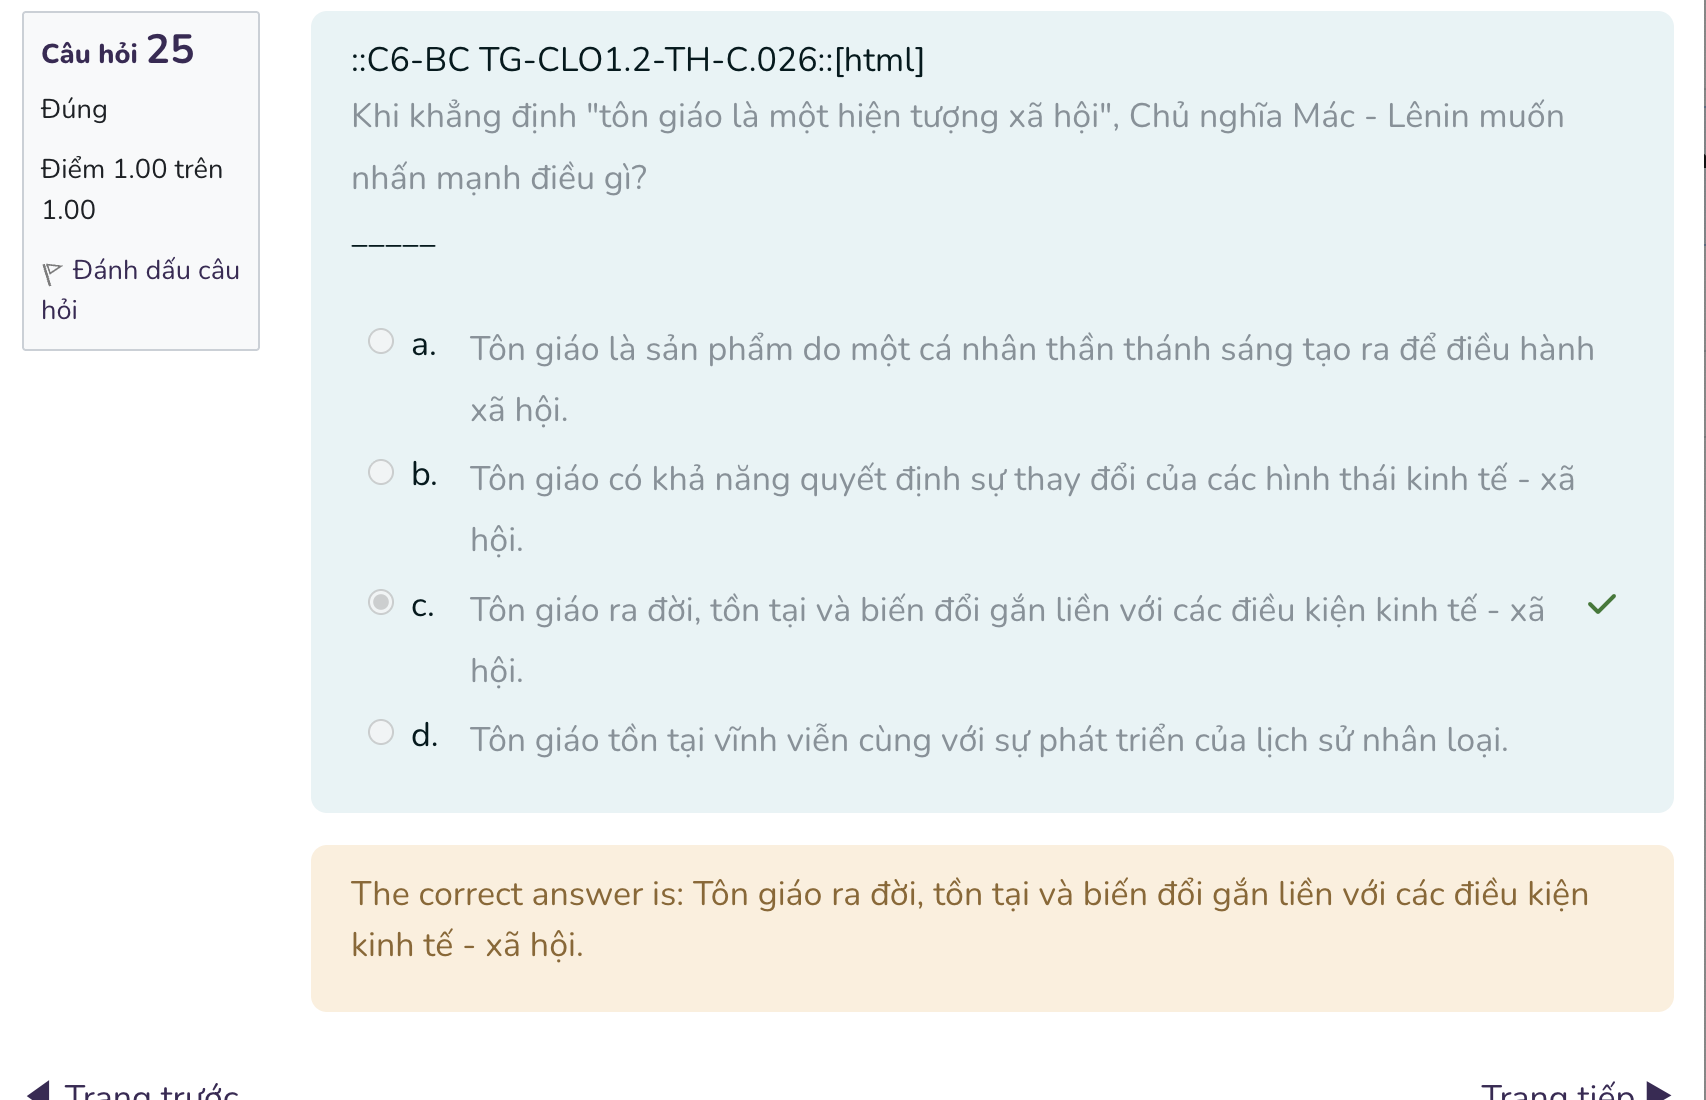 Câu hỏi 25
Đúng
Điểm 1.00 trên
1.00
Đánh dấu câu
hỏi
::C6-BC TG-CLO1.2-TH-C.026::[html]
Khi khẳng định "tôn giáo là một hiện tượng xã hội", Chủ nghĩa Mác - Lênin muốn
nhấn mạnh điều gì?
_____
a. Tôn giáo là sản phẩm do một cá nhân thần thánh sáng tạo ra để điều hành
xã hội.
b. Tôn giáo có khả năng quyết định sự thay đổi của các hình thái kinh tế - xã
hội.
c. Tôn giáo ra đời, tồn tại và biến đổi gắn liền với các điều kiện kinh tế - xã
hội.
d. Tôn giáo tồn tại vĩnh viễn cùng với sự phát triển của lịch sử nhân loại.
The correct answer is: Tôn giáo ra đời, tồn tại và biến đổi gắn liền với các điều kiện
kinh tế - xã hội.
Trang trước
Trang tiếp